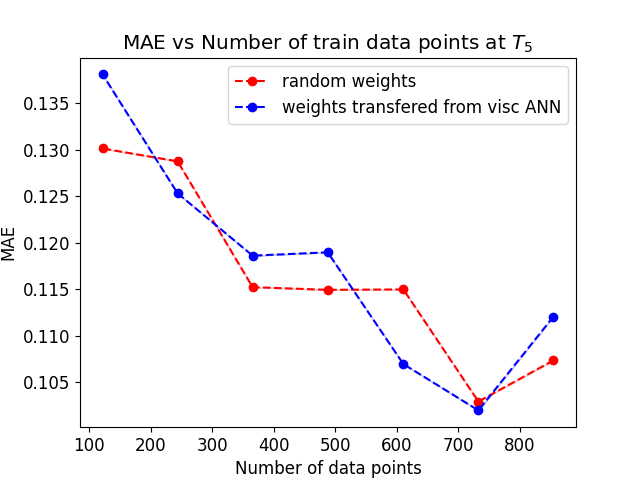 MAE vs Number of train data points at T₅
random weights
weights transfered from visc ANN
0.135
0.130
0.125
0.120
0.115
0.110
0.105
MAE
100 200 300 400 500 600 700 800
Number of data points